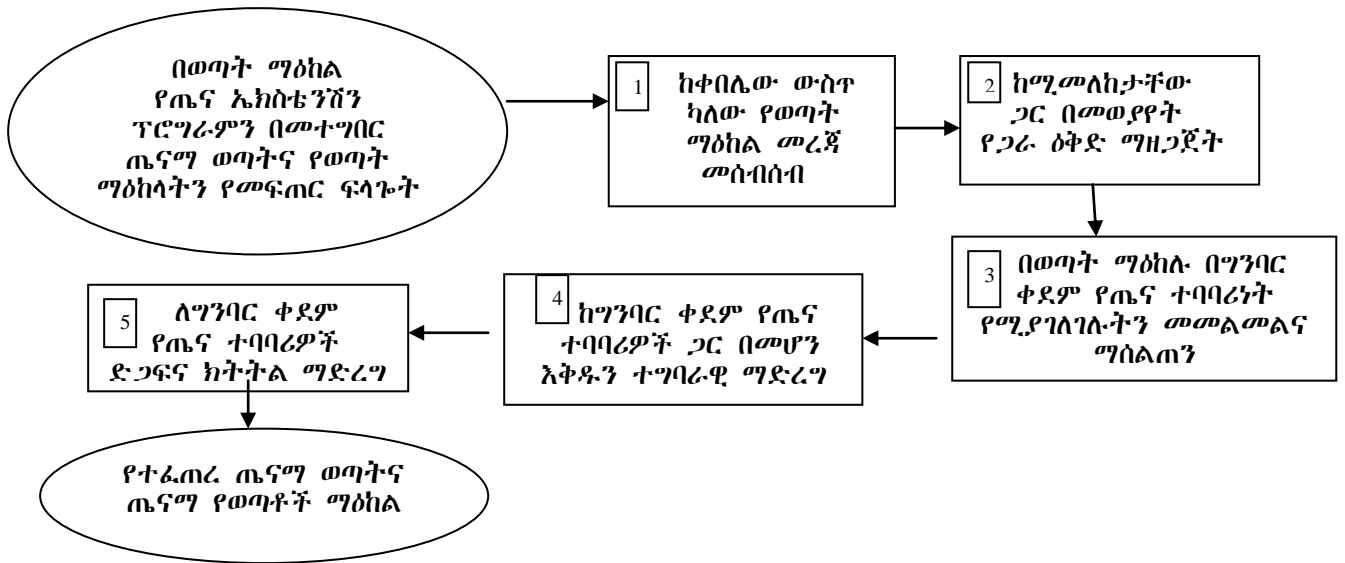 በወጣት ማዕከል
የጤና ኤክስቴንሽን
ፕሮግራምን በመተግበር
ጤናማ ወጣትና የወጣት
ማዕከላትን የመፍጠር ፍላጐት
1 ከቀበሌው ውስጥ
ካለው የወጣት
ማዕከል መረጃ
መሰብሰብ
2 ከሚመለከታቸው
ጋር በመወያየት
የጋራ ዕቅድ ማዘጋጀት
3 በወጣት ማዕከሉ በግንባር
ቀደም የጤና ተባባሪነት
የሚያገለገሉትን መመልመልና
ማሰልጠን
4 ከግንባር ቀደም የጤና
ተባባሪዎች ጋር በመሆን
እቅዱን ተግባራዊ ማድረግ
5 ለግንባር ቀደም
የጤና ተባባሪዎች
ድጋፍና ክትትል ማድረግ
የተፈጠረ ጤናማ ወጣትና
ጤናማ የወጣቶች ማዕከል